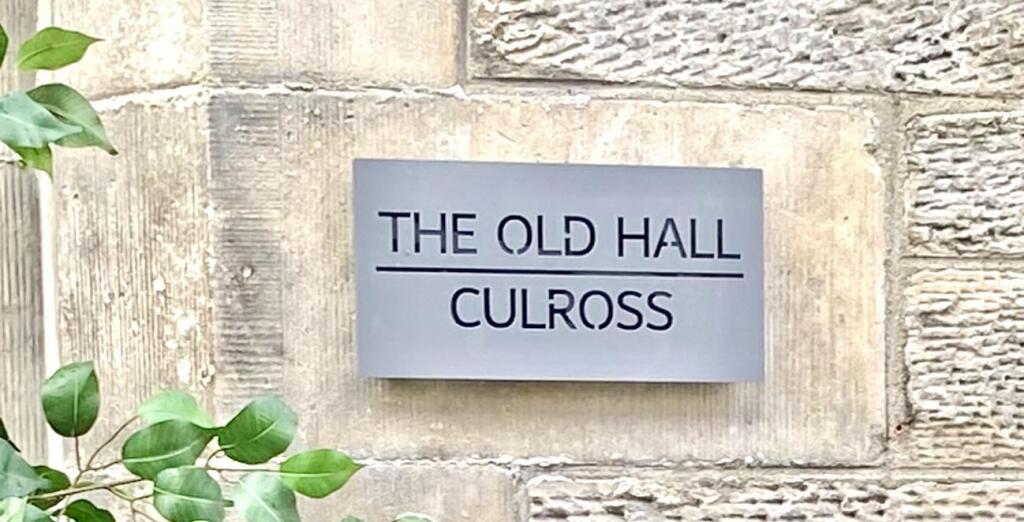 THE OLD HALL
CULROSS